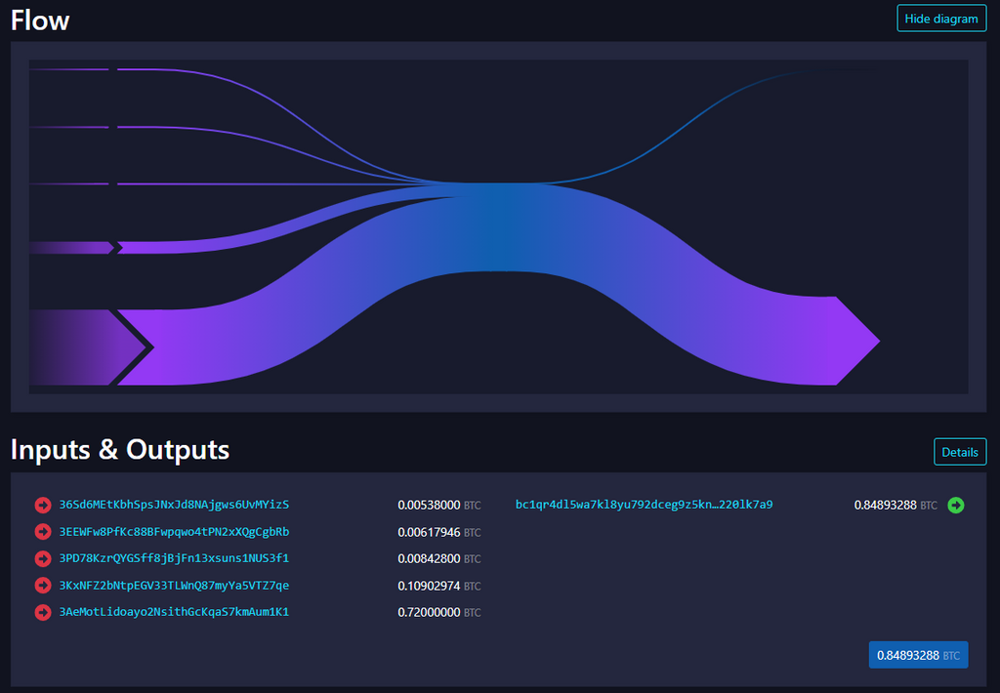 Flow
Hide diagram
Inputs & Outputs
Details
36Sd6MEtKbhSpsJNxJd8NAjgws6UvMYizS 0.00538000 BTC bc1qr4dl5wa7kl8yu792dceg9z5kn…220lk7a9 0.84893288 BTC
3EEWFw8PfKc88BFwpqwo4tPN2xXQgCgbRb 0.00617946 BTC
3PD78KzrQYGSff8jBjFn13xsuns1NUS3f1 0.00842800 BTC
3KxNFZ2bNtpEGV33TLWnQ87myYa5VTZ7qe 0.10902974 BTC
3AeMotLidoayo2NsithGcKqaS7kmAum1K1 0.72000000 BTC
0.84893288 BTC